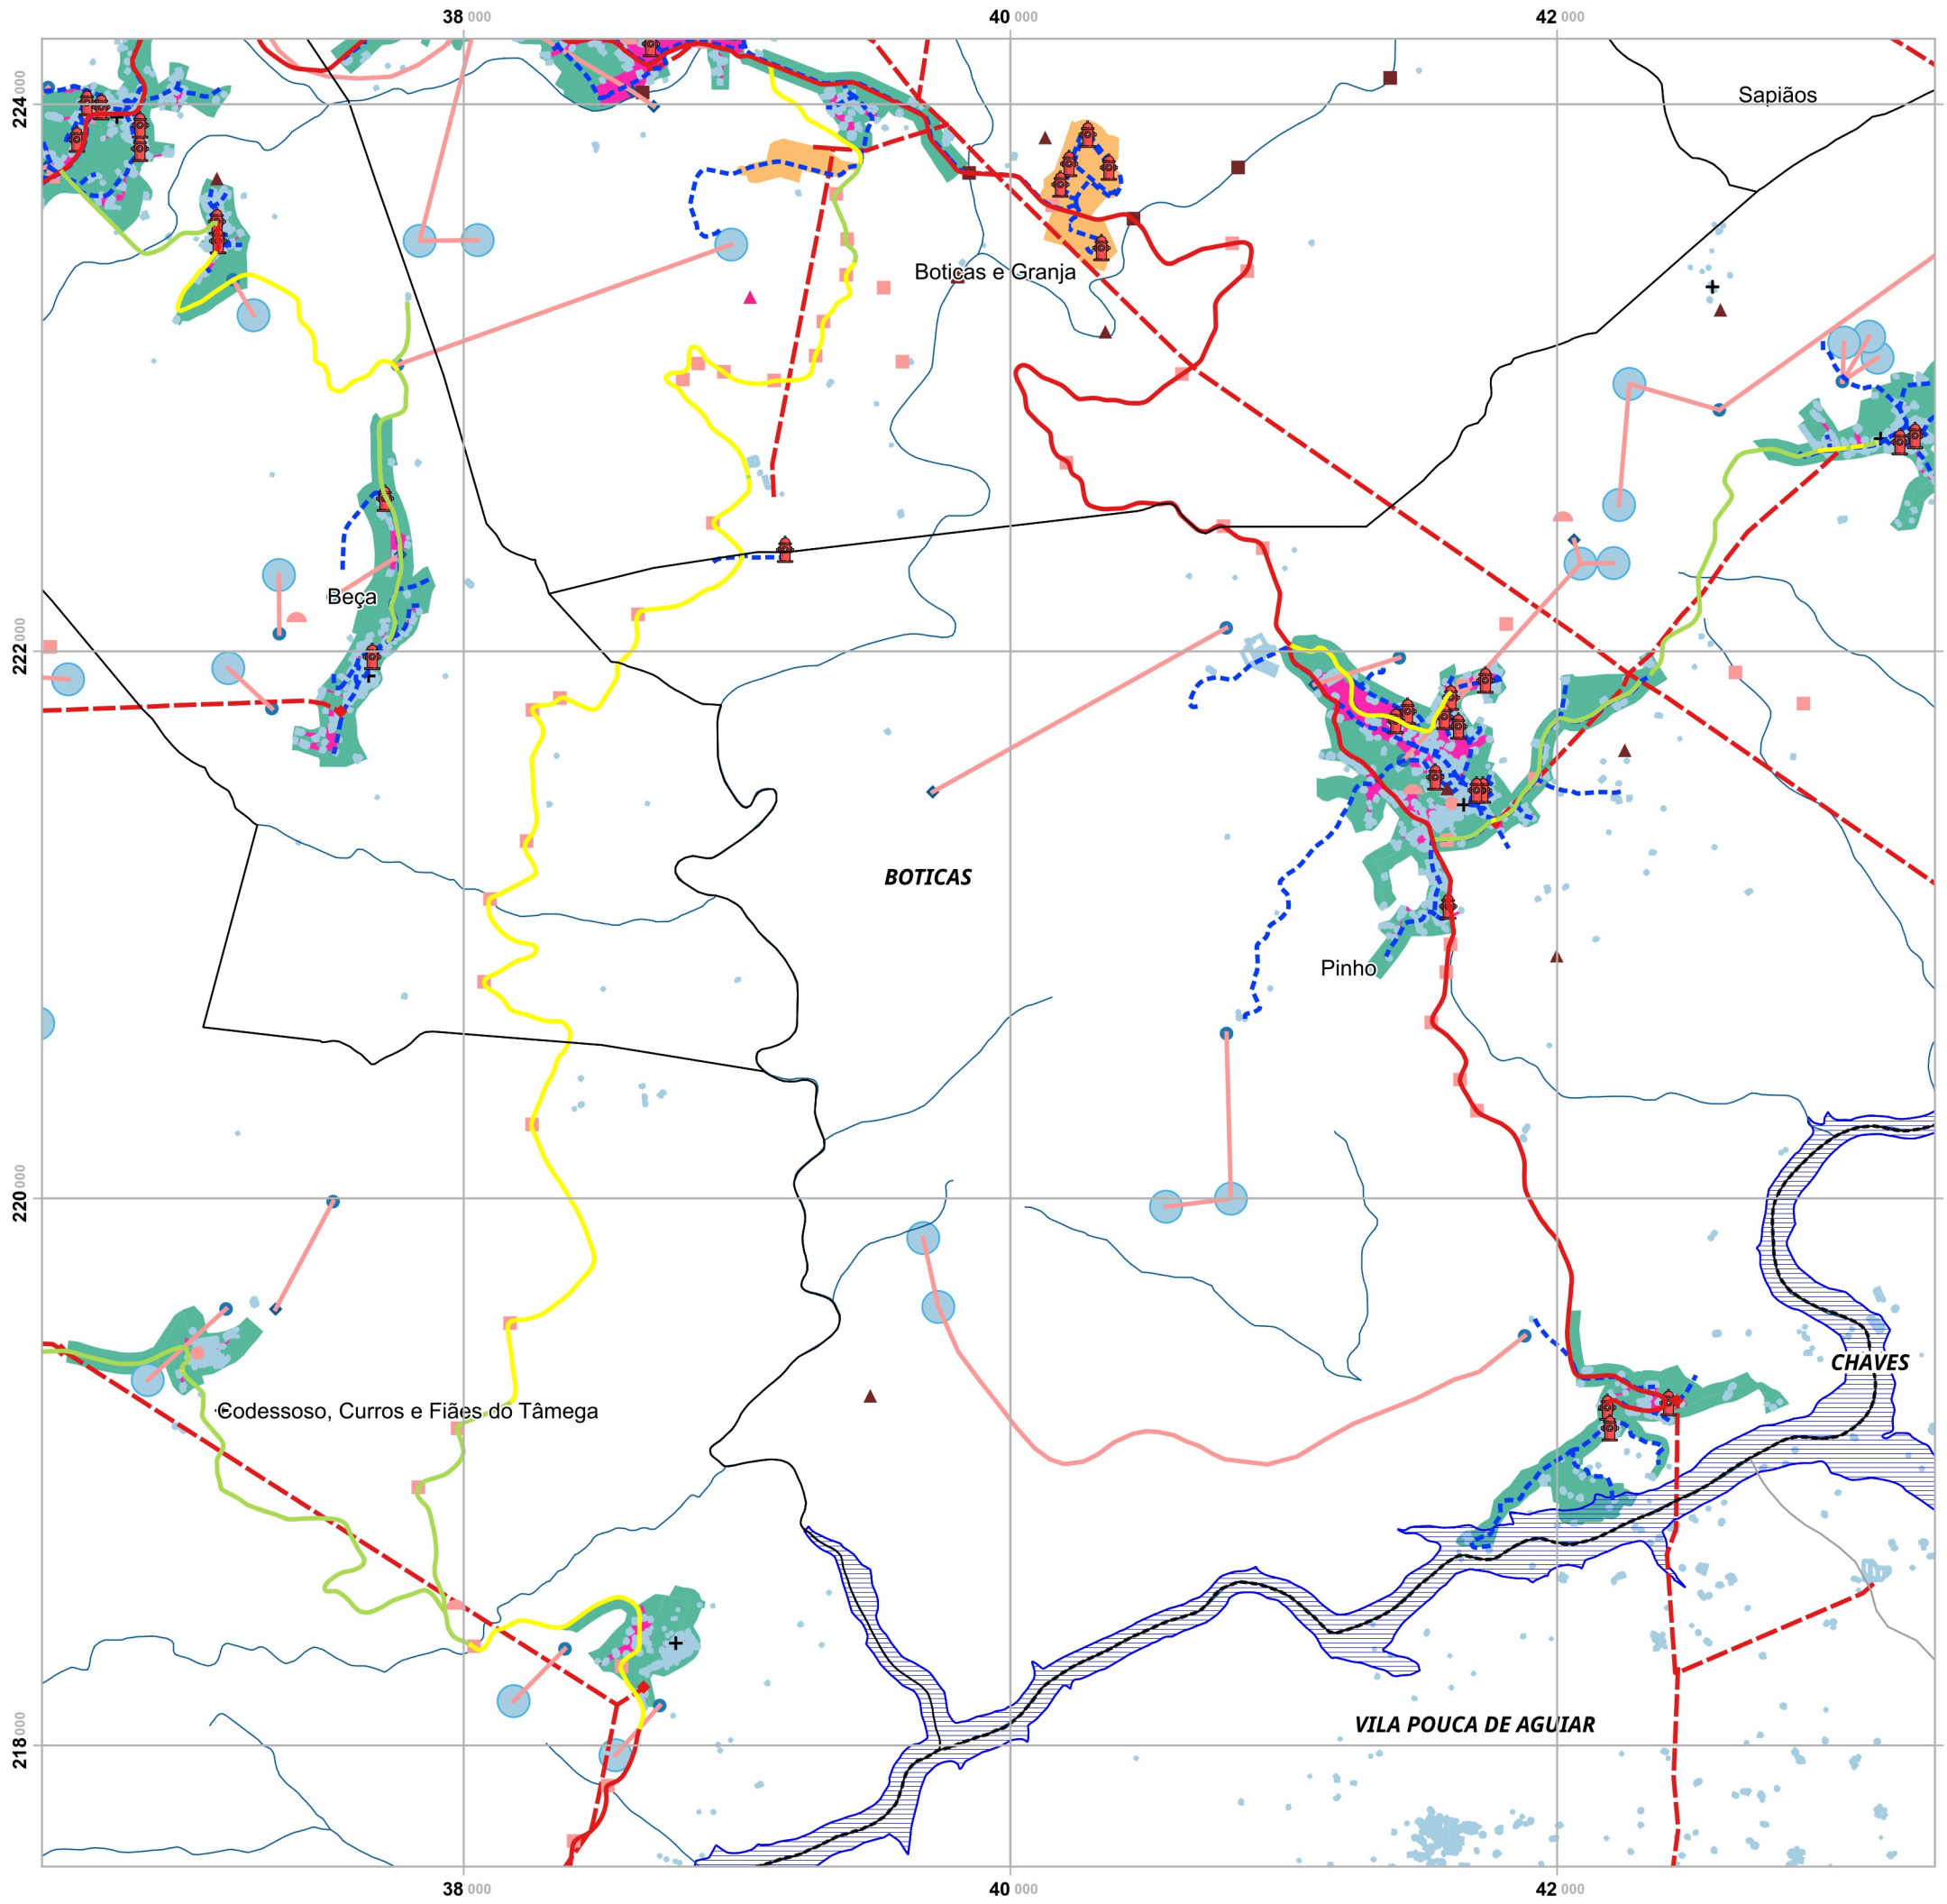 38 000 40 000 42 000
224 000
Sapiãos
Boticas e Granja
Beça
222 000
BOTICAS
Pinho
220 000
CHAVES
Codessoso, Curros e Fiães do Tâmega
VILA POUCA DE AGUIAR
218 000
38 000 40 000 42 000